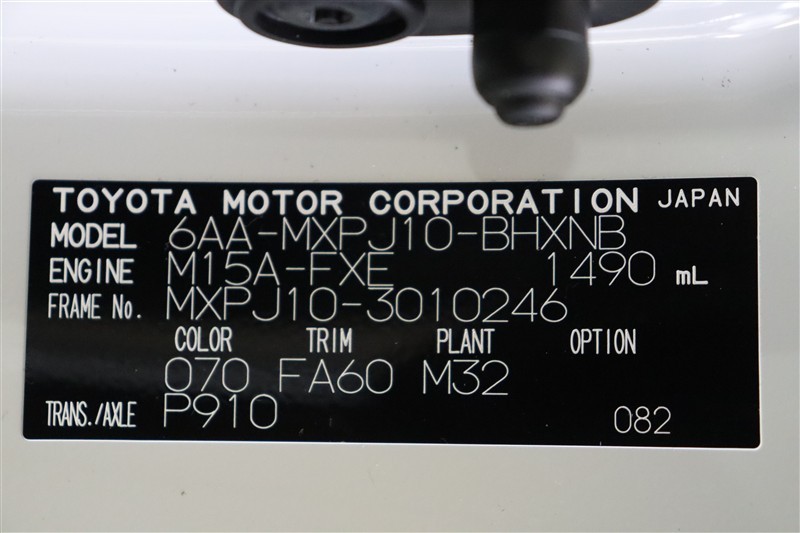 TOYOTA MOTOR CORPORATION JAPAN
MODEL 6AA-MXPJ10-BHXNB
ENGINE M15A-FXE 1490 mL
FRAME No. MXPJ10-3010246
COLOR TRIM PLANT OPTION
070 FA60 M32
TRANS./AXLE P910 082